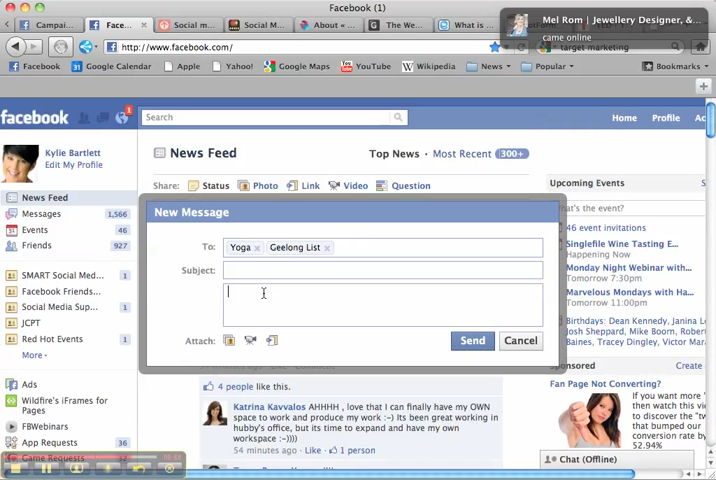 Facebook (1)
Campai...
Face...
Social m...
Social M...
About «...
The We...
What is ...
Mel Rom | Jewellery Designer, &...
came online
http://www.facebook.com/
target marketing
Facebook
Google Calendar
Apple
Yahoo!
Google Maps
YouTube
Wikipedia
News
Popular
Bookmarks
facebook
1
Search
Home
Profile
Ac
Kylie Bartlett
Edit My Profile
News Feed
Top News · Most Recent 300+
Share: Status Photo Link Video Question
News Feed
Messages 1,566
Events 46
Friends 927
SMART Social Med...
Facebook Friends...
Social Media Sup...
JCPT
Red Hot Events
More
Ads
Wildfire's iFrames for
Pages
FBWebinars
App Requests 36
Game Requests
New Message
To: Yoga × Geelong List ×
Subject:
Attach:
Send
Cancel
4 people like this.
Katrina Kavvalos AHHHH , love that I can finally have my OWN
space to work and produce my work :-) Its been great working in
hubby's office, but its time to expand and have my own
workspace :-))))
54 minutes ago · Like · 1 person
Upcoming Events
What's the event?
46 event invitations
Singlefile Wine Tasting E...
Happening Now
Monday Night Webinar with...
Tomorrow 7:30pm
Marvelous Mondays with Ha...
Tomorrow 11:00pm
Birthdays: Dean Kennedy, Janina L
Josh Sheppard, Mike Boorn, Robert
Baines, Tracey Dingley, Victor Mara
Sponsored
Create
Fan Page Not Converting?
If you want more
then watch this v
to discover the "t
that bumped our
conversion rate by
52.94%.
Chat (Offline)